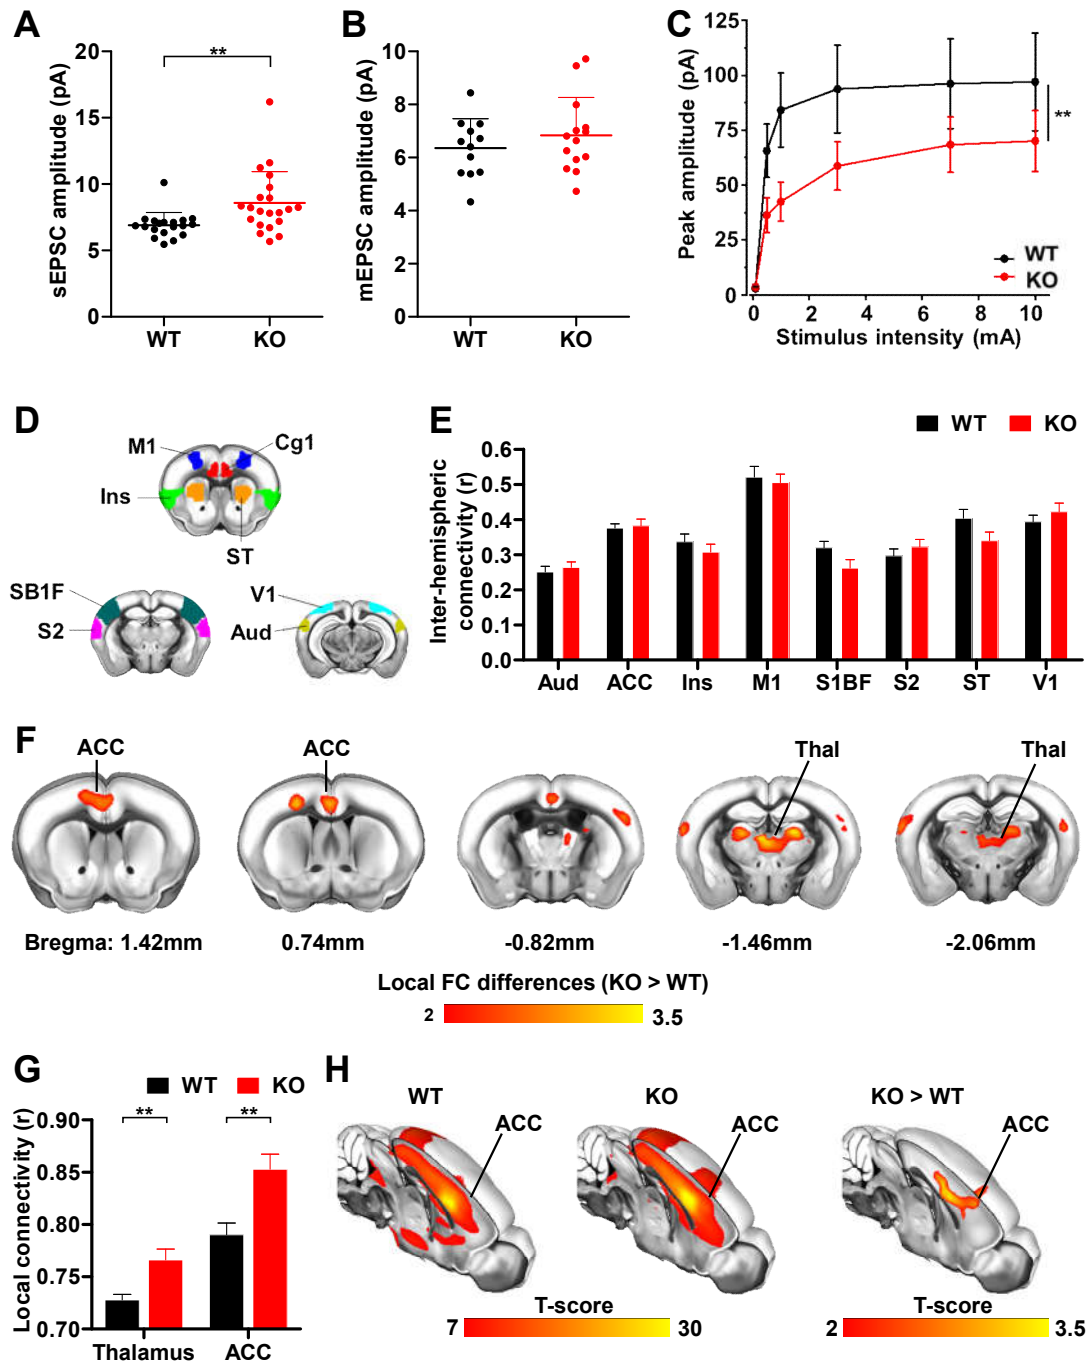 A
sEPSC amplitude (pA)
20
15
10
5
0
**
WT
KO
B
mEPSC amplitude (pA)
10
8
6
4
2
0
WT
KO
C
Peak amplitude (pA)
125
100
75
50
25
0
**
WT
KO
0 2 4 6 8 10
Stimulus intensity (mA)
D
M1
Cg1
Ins
ST
SB1F
S2
V1
Aud
E
WT KO
Inter-hemispheric
connectivity (r)
0.6
0.5
0.4
0.3
0.2
0.1
0.0
Aud ACC Ins M1 S1BF S2 ST V1
F
ACC
ACC
Thal
Thal
Bregma: 1.42mm
0.74mm
-0.82mm
-1.46mm
-2.06mm
Local FC differences (KO > WT)
2
3.5
G
WT KO
Local connectivity (r)
0.90
0.85
0.80
0.75
0.70
**
**
Thalamus ACC
H
WT
KO
KO > WT
ACC
ACC
ACC
T-score
7
30
T-score
2
3.5